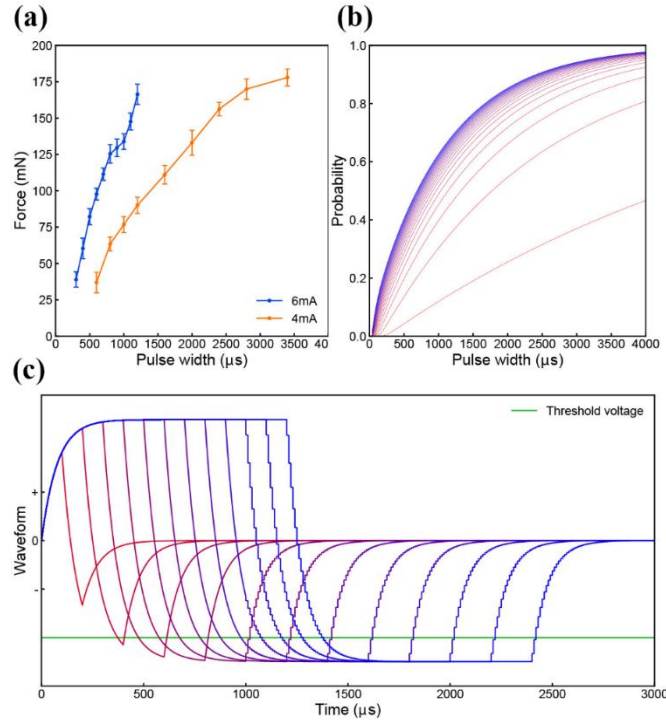 (a)
200
175
150
125
100
75
50
25
0
Force (mN)
0 500 1000 1500 2000 2500 3000 3500 40
Pulse width (μs)
6mA
4mA
(b)
1.0
0.8
0.6
0.4
0.2
0.0
Probability
0 500 1000 1500 2000 2500 3000 3500 4000
Pulse width (μs)
(c)
Threshold voltage
+
0
-
Waveform
0 500 1000 1500 2000 2500 3000
Time (μs)